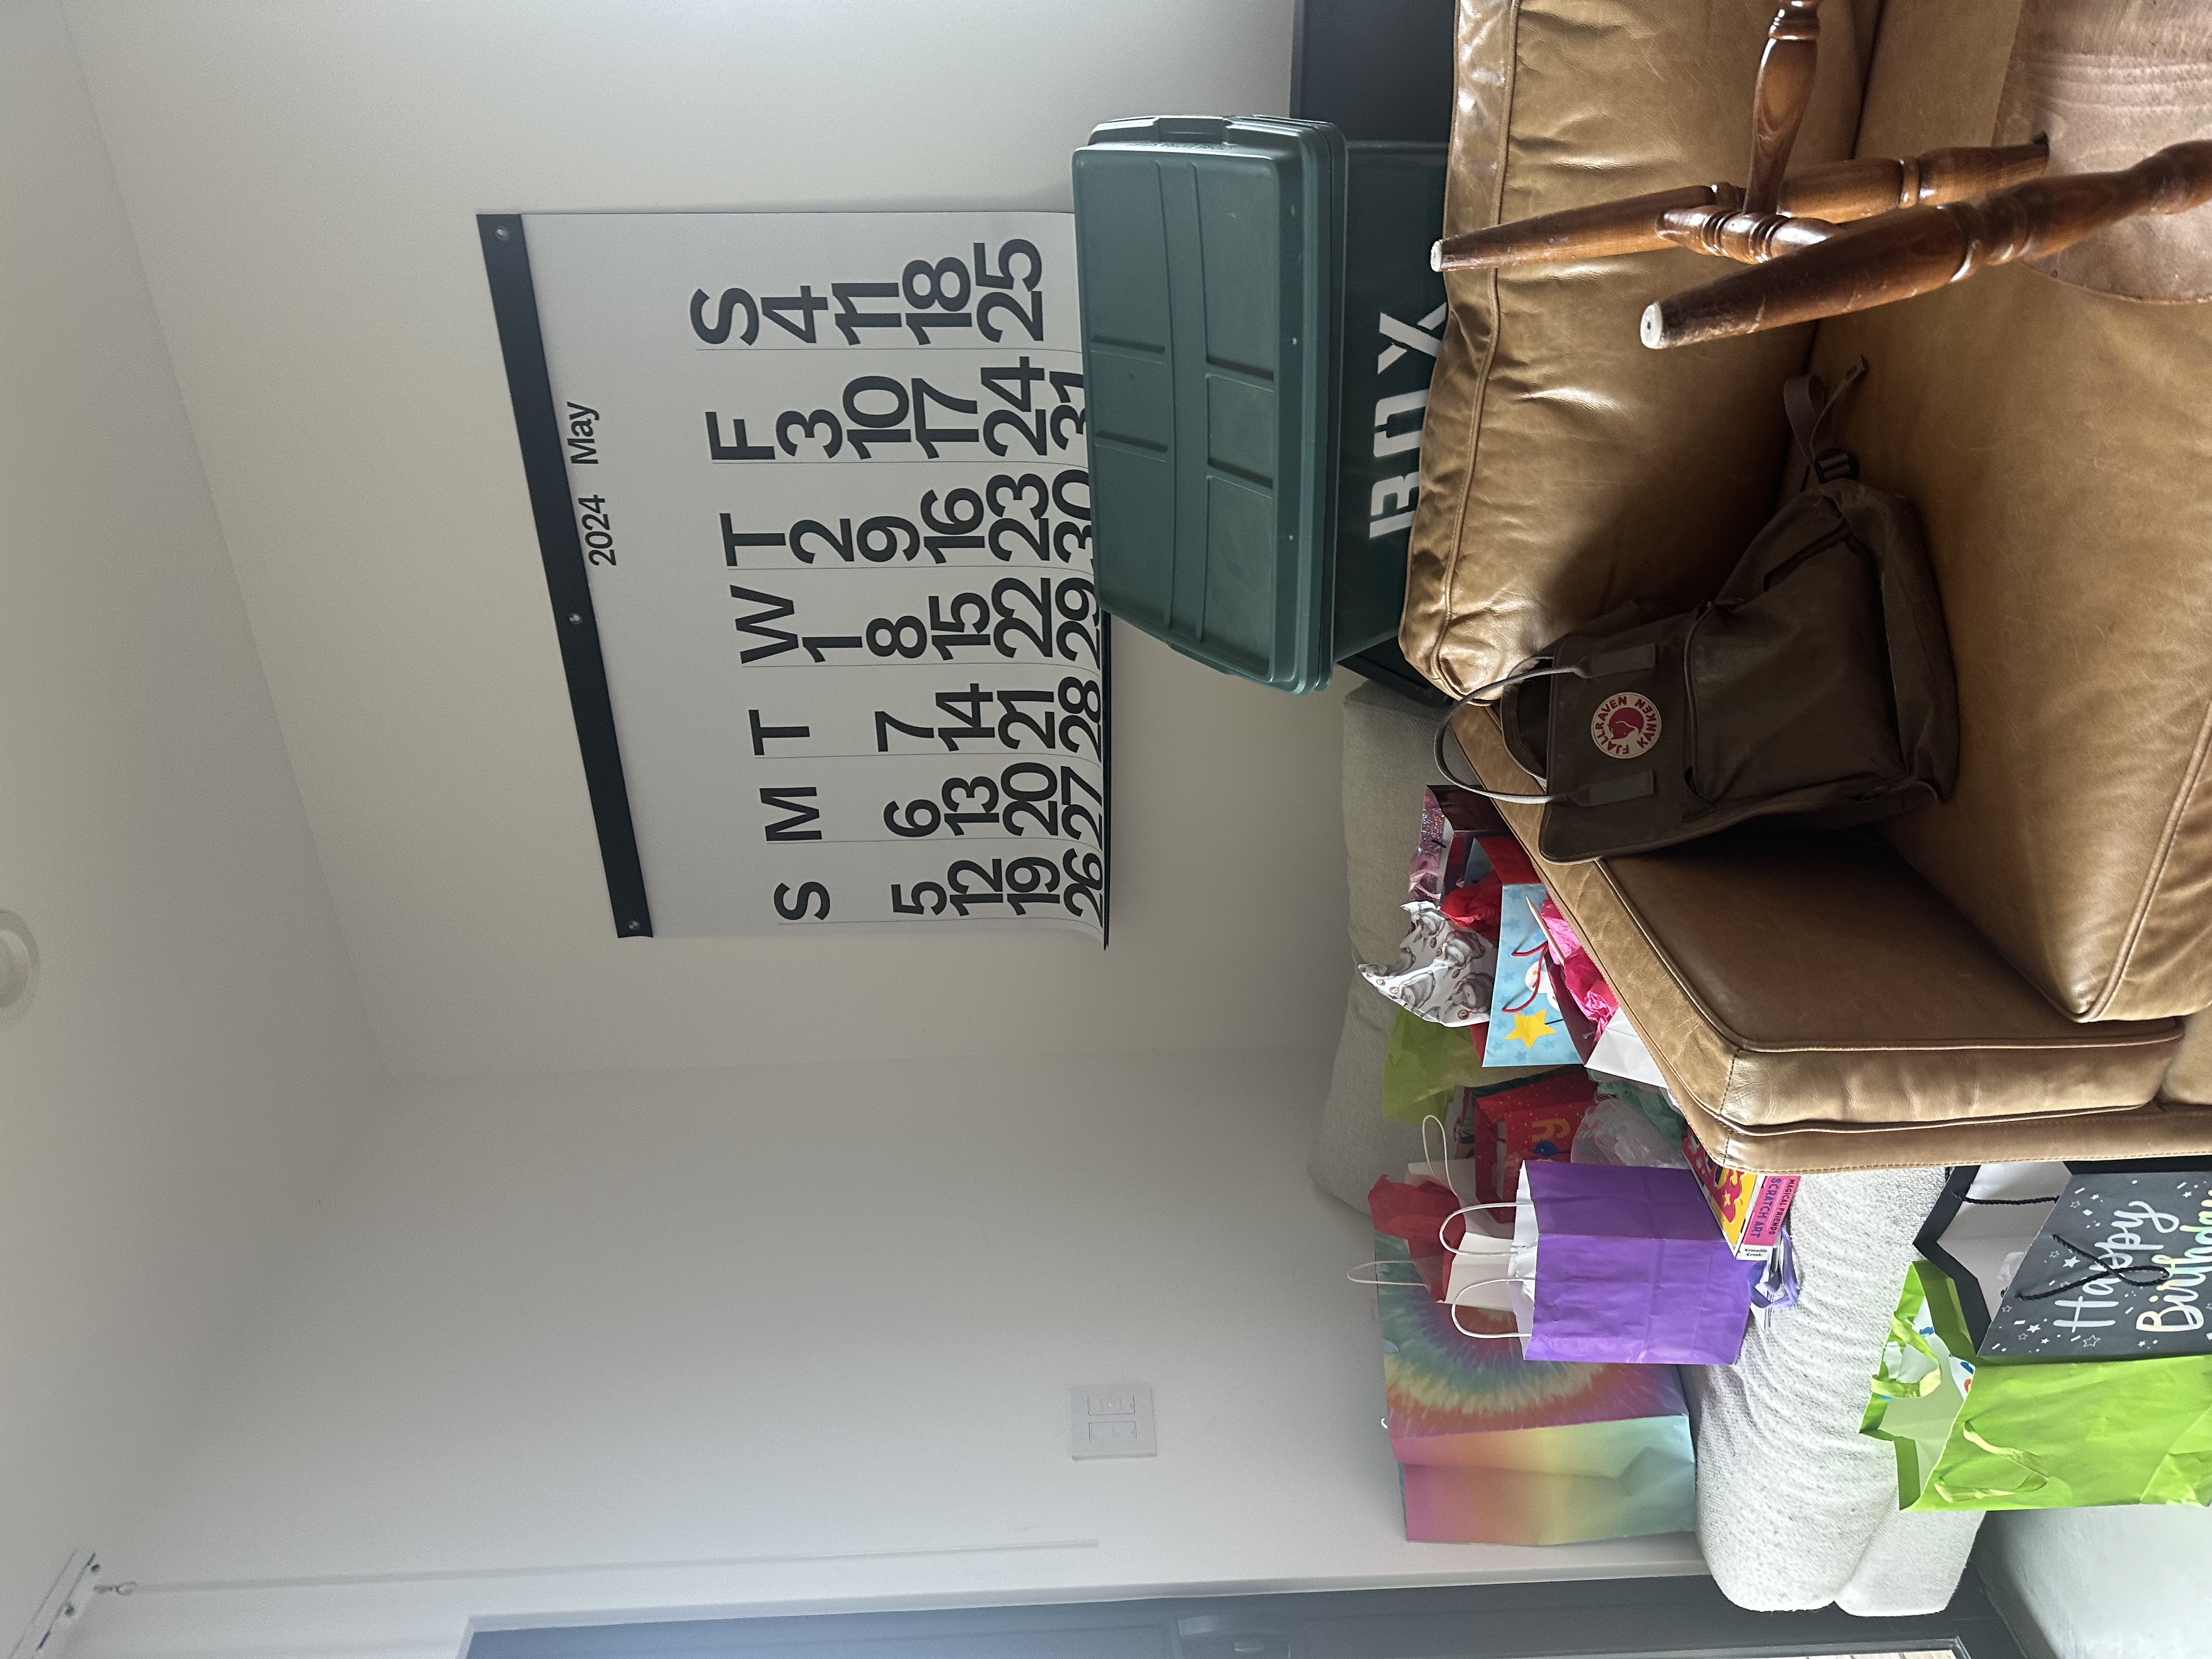 2024 May
S M T W T F S
1 2 3 4
5 6 7 8 9 10 11
12 13 14 15 16 17 18
19 20 21 22 23 24 25
26 27 28 29 30 31
BOX
FJÄLLRAVEN
KÅNKEN
SCRATCH ART
MAGICAL FRIENDS
Happy
Birthday